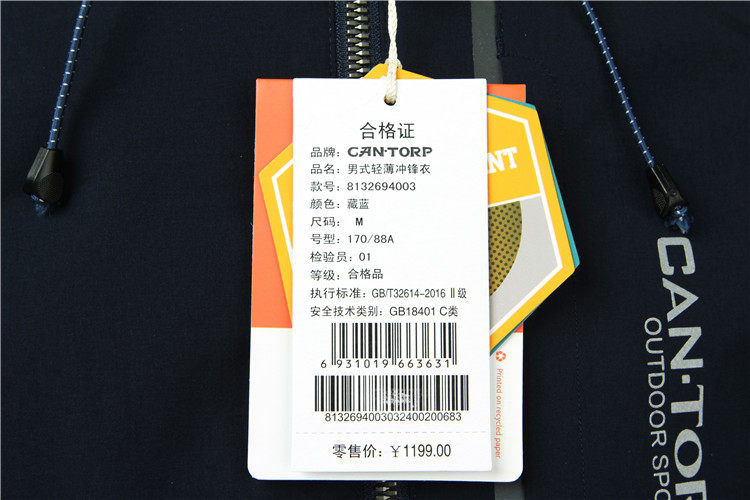 合格证
品牌：CAN·TORP
品名：男式轻薄冲锋衣
款号：8132694003
颜色：藏蓝
尺码： M
号型：170/88A
检验员：01
等级：合格品
执行标准：GB/T32614-2016 Ⅱ级
安全技术类别：GB18401 C类
6 931019 663631
8132694003032400200683
零售价：￥1199.00
Printed on recycled paper.
CAN·TORP
OUTDOOR SPO